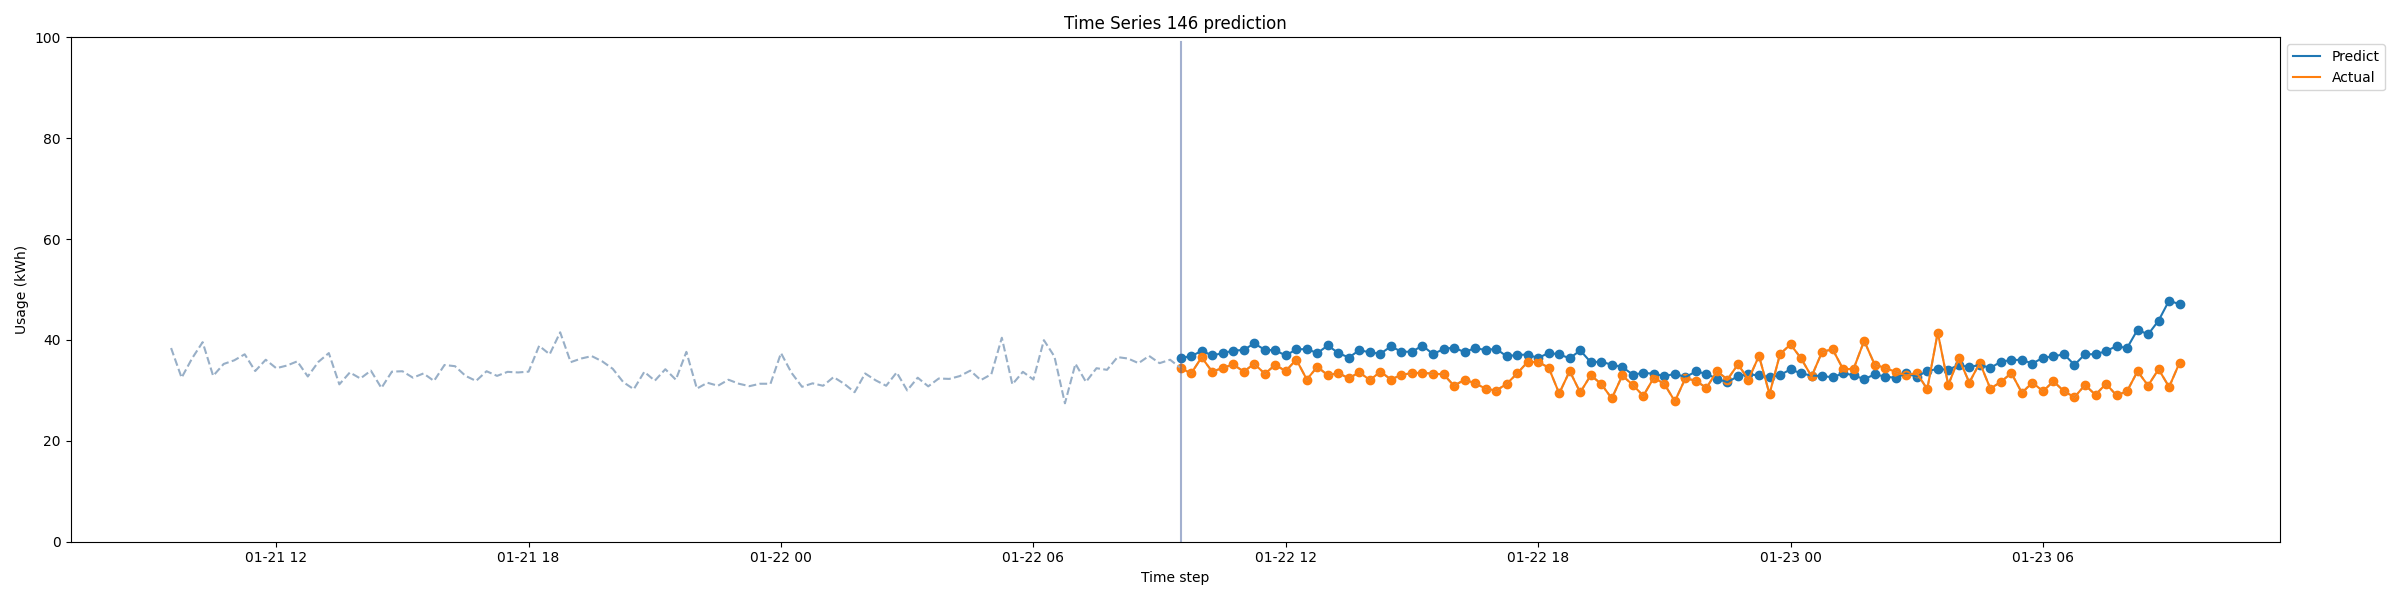 Time Series 146 prediction
100
80
60
40
20
0
Usage (kWh)
Predict
Actual
01-21 12
01-21 18
01-22 00
01-22 06
01-22 12
01-22 18
01-23 00
01-23 06
Time step